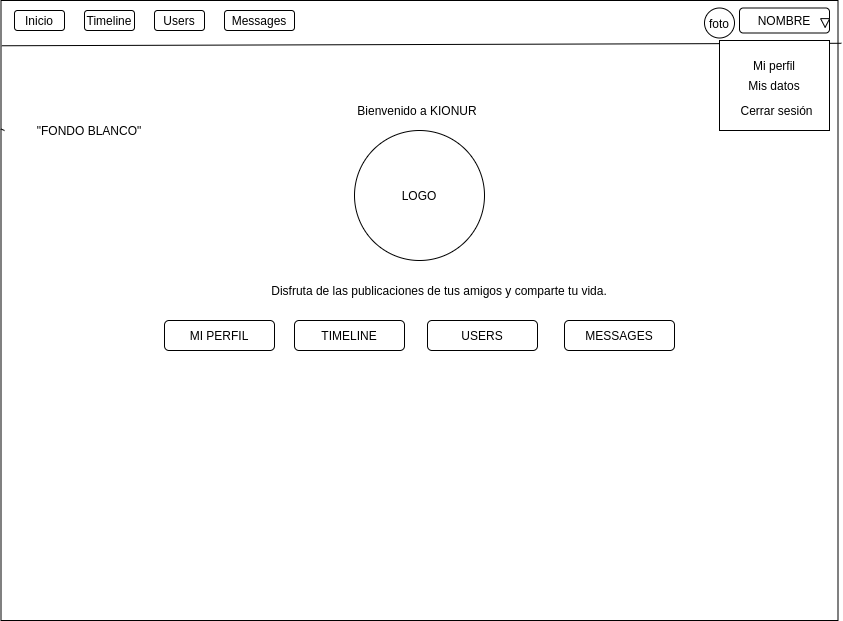 Inicio
Timeline
Users
Messages
foto
NOMBRE
Mi perfil
Mis datos
Cerrar sesión
Bienvenido a KIONUR
"FONDO BLANCO"
LOGO
Disfruta de las publicaciones de tus amigos y comparte tu vida.
MI PERFIL
TIMELINE
USERS
MESSAGES